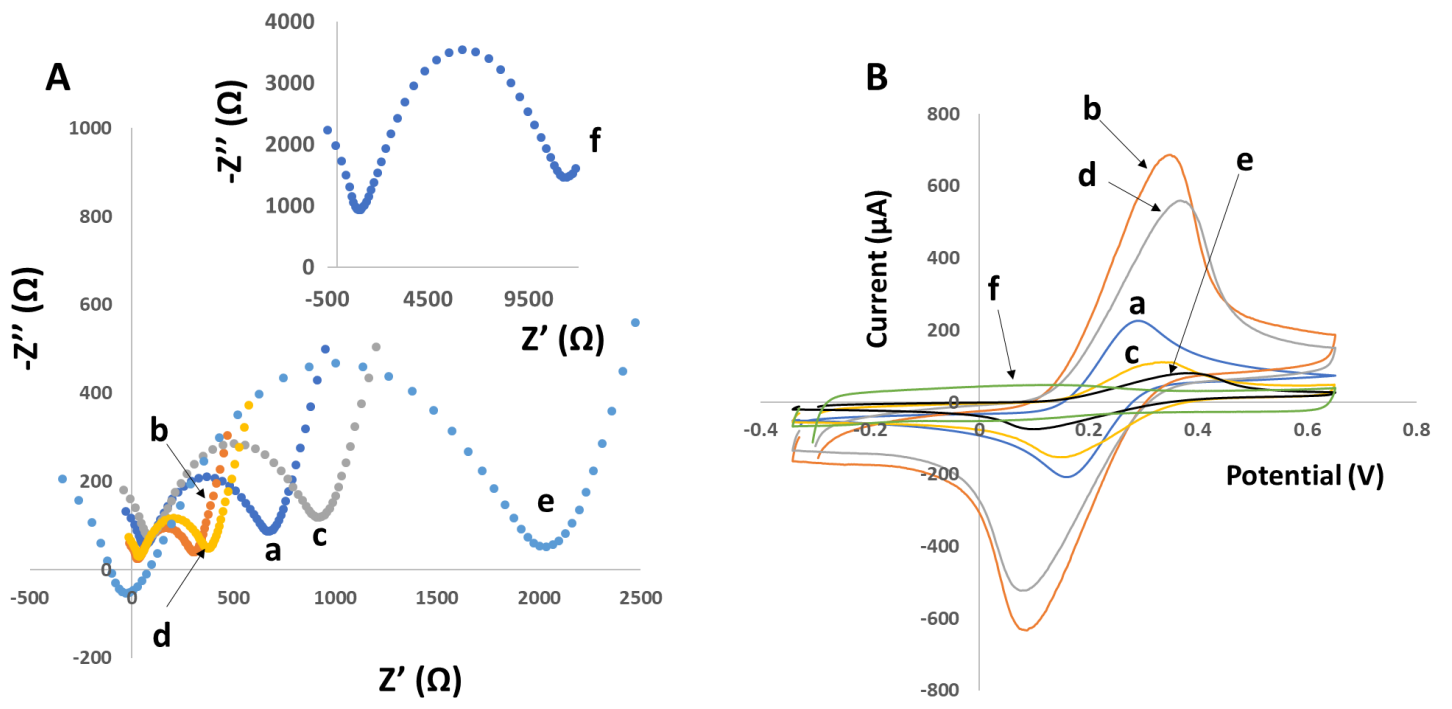 A
4000
3000
2000
1000
0
-500
4500
9500
-Z’’ (Ω)
Z’ (Ω)
f
1000
800
600
400
200
0
-200
-500
0
500
1000
1500
2000
2500
-Z’’ (Ω)
Z’ (Ω)
b
d
a
c
e
B
800
600
400
200
0
-200
-400
-600
-800
-0.4
-0.2
0
0.2
0.4
0.6
0.8
Current (μA)
Potential (V)
b
d
e
f
a
c